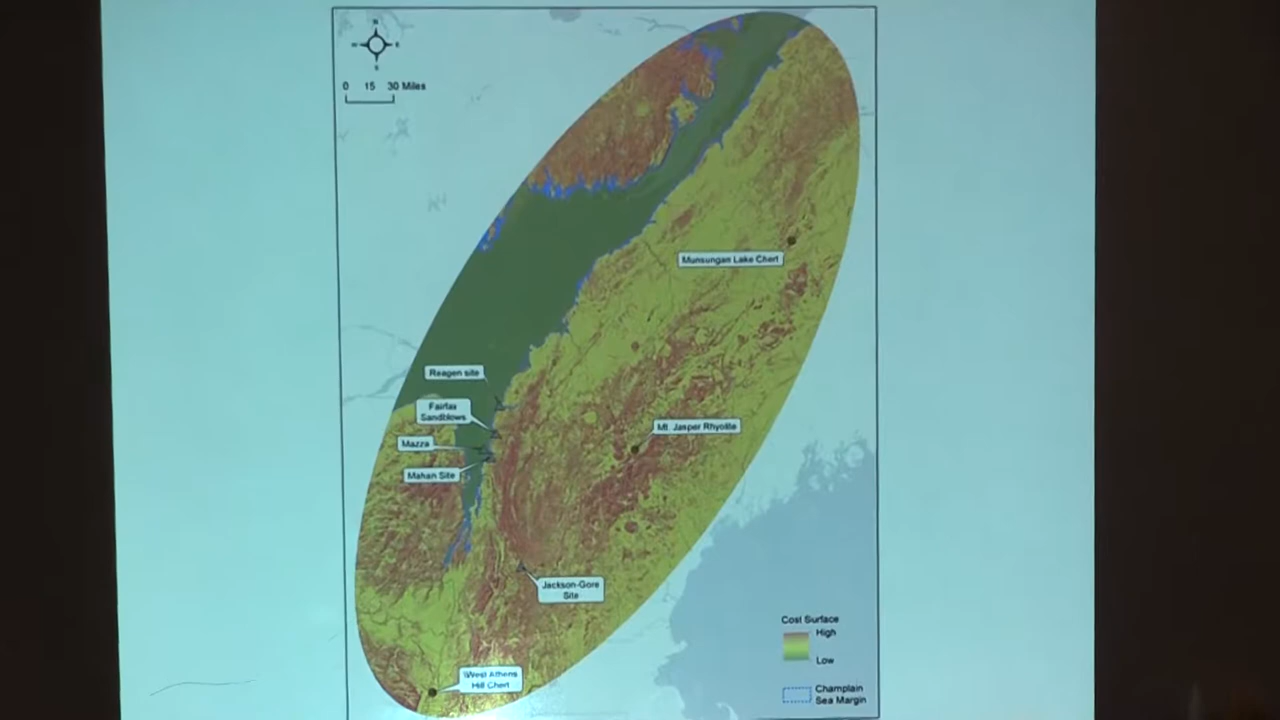 N
W E
S
0 15 30 Miles
Munsungan Lake Chert
Reagen site
Fairfax
Sandblows
Mazza
Mt. Jasper Rhyolite
Mahan Site
Jackson-Gore
Site
West Athens
Hill Chert
Cost Surface
High
Low
Champlain
Sea Margin